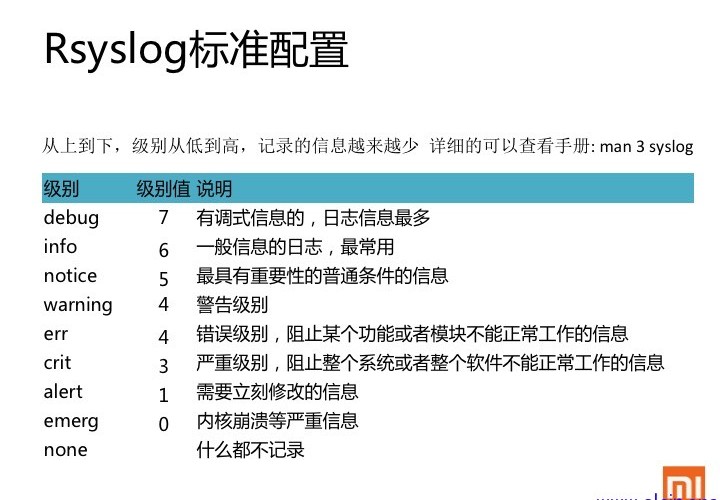 Rsyslog标准配置
从上到下，级别从低到高，记录的信息越来越少 详细的可以查看手册: man 3 syslog
级别 级别值 说明
debug 7 有调式信息的，日志信息最多
info 6 一般信息的日志，最常用
notice 5 最具有重要性的普通条件的信息
warning 4 警告级别
err 4 错误级别，阻止某个功能或者模块不能正常工作的信息
crit 3 严重级别，阻止整个系统或者整个软件不能正常工作的信息
alert 1 需要立刻修改的信息
emerg 0 内核崩溃等严重信息
none 什么都不记录